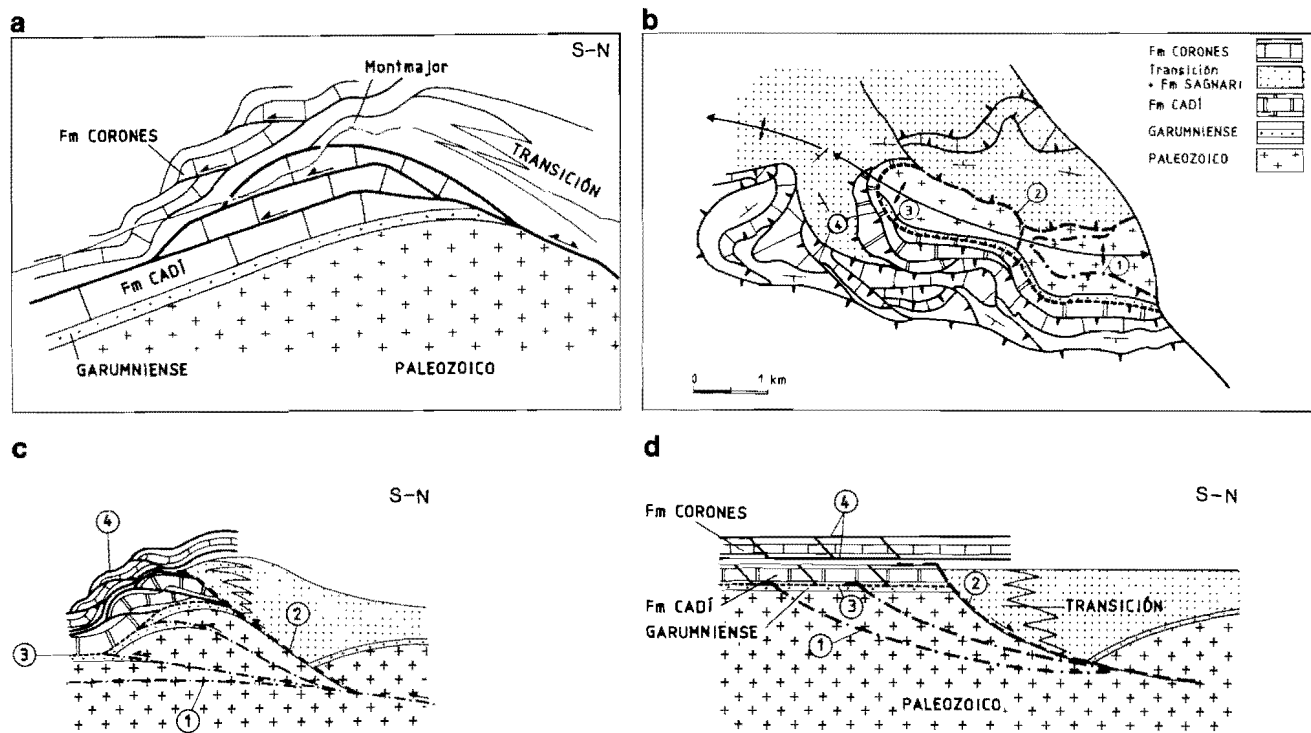 a
S-N
Montmajor
Fm CORONES
TRANSICIÓN
Fm CADÍ
GARUMNIENSE
PALEOZOICO
b
Fm CORONES
Transición
+ Fm SAGNARI
Fm CADÍ
GARUMNIENSE
PALEOZOICO
2
3
4
1
0 1 km
c
S-N
4
2
3
1
d
S-N
Fm CORONES
4
2
Fm CADÍ
3
TRANSICIÓN
GARUMNIENSE
1
PALEOZOICO